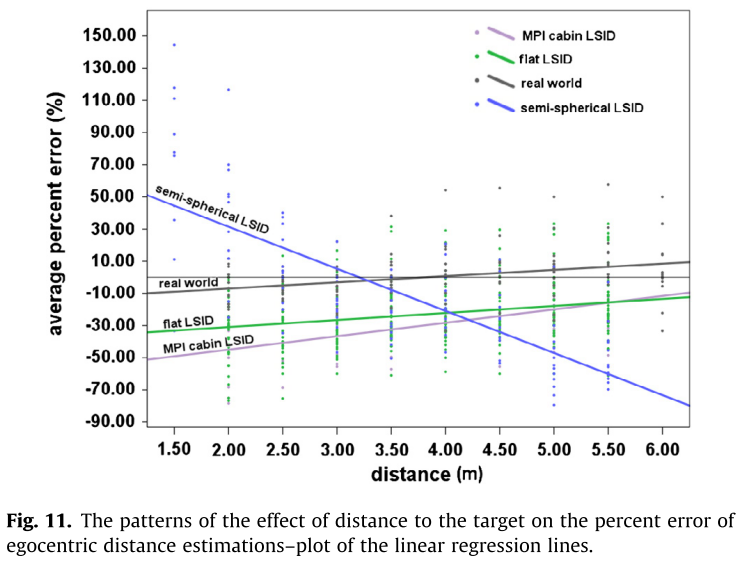 150.00
130.00
110.00
90.00
70.00
50.00
30.00
10.00
-10.00
-30.00
-50.00
-70.00
-90.00
average percent error (%)
MPI cabin LSID
flat LSID
real world
semi-spherical LSID
semi-spherical LSID
real world
flat LSID
MPI cabin LSID
1.50 2.00 2.50 3.00 3.50 4.00 4.50 5.00 5.50 6.00
distance (m)
Fig. 11. The patterns of the effect of distance to the target on the percent error of
egocentric distance estimations–plot of the linear regression lines.